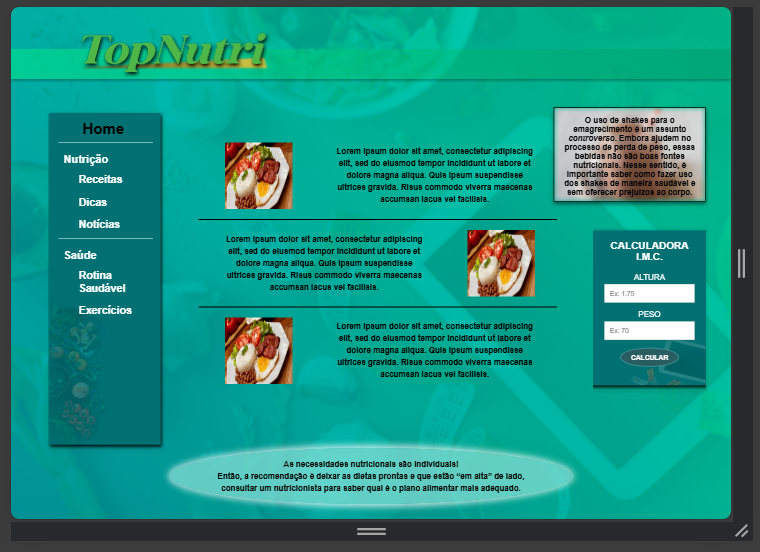 TopNutri
Home
Nutrição
Receitas
Dicas
Notícias
Saúde
Rotina
Saudável
Exercícios
Lorem ipsum dolor sit amet, consectetur adipiscing
elit, sed do eiusmod tempor incididunt ut labore et
dolore magna aliqua. Quis ipsum suspendisse
ultrices gravida. Risus commodo viverra maecenas
accumsan lacus vel facilisis.
Lorem ipsum dolor sit amet, consectetur adipiscing
elit, sed do eiusmod tempor incididunt ut labore et
dolore magna aliqua. Quis ipsum suspendisse
ultrices gravida. Risus commodo viverra maecenas
accumsan lacus vel facilisis.
Lorem ipsum dolor sit amet, consectetur adipiscing
elit, sed do eiusmod tempor incididunt ut labore et
dolore magna aliqua. Quis ipsum suspendisse
ultrices gravida. Risus commodo viverra maecenas
accumsan lacus vel facilisis.
O uso de shakes para o
emagrecimento é um assunto
conzroverso. Embora ajudem no
processo de perda de peso, essas
bebidas não são boas fontes
nutricionais. Nesse sentido, é
importante saber como fazer uso
dos shakes de maneira saudável e
sem oferecer prejuízos ao corpo.
CALCULADORA
I.M.C.
ALTURA
Ex: 1.75
PESO
Ex: 70
CALCULAR
As necessidades nutricionais são individuais!
Então, a recomendação é deixar as dietas prontas e que estão “em alta” de lado,
consultar um nutricionista para saber qual é o plano alimentar mais adequado.